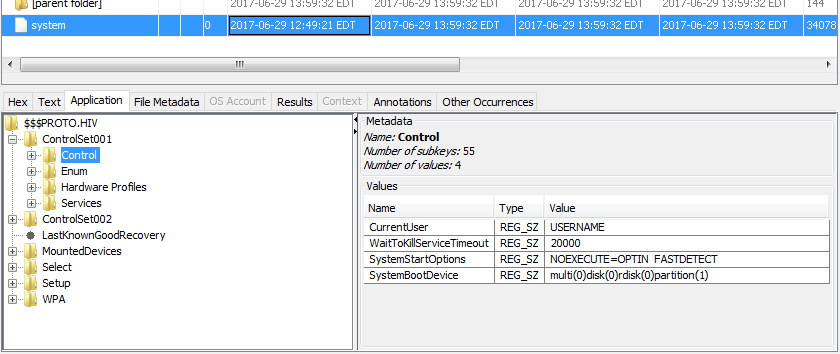 [parent folder] 2017-06-29 13:59:32 EDT 2017-06-29 13:59:32 EDT 2017-06-29 13:59:32 EDT 2017-06-29 13:59:32 EDT 144
system 0 2017-06-29 12:49:21 EDT 2017-06-29 13:59:32 EDT 2017-06-29 13:59:32 EDT 2017-06-29 13:59:32 EDT 34078
Hex Text Application File Metadata OS Account Results Context Annotations Other Occurrences
$$$PROTO.HIV
ControlSet001
Control
Enum
Hardware Profiles
Services
ControlSet002
LastKnownGoodRecovery
MountedDevices
Select
Setup
WPA
Metadata
Name: Control
Number of subkeys: 55
Number of values: 4
Values
Name Type Value
CurrentUser REG_SZ USERNAME
WaitToKillServiceTimeout REG_SZ 20000
SystemStartOptions REG_SZ NOEXECUTE=OPTIN FASTDETECT
SystemBootDevice REG_SZ multi(0)disk(0)rdisk(0)partition(1)